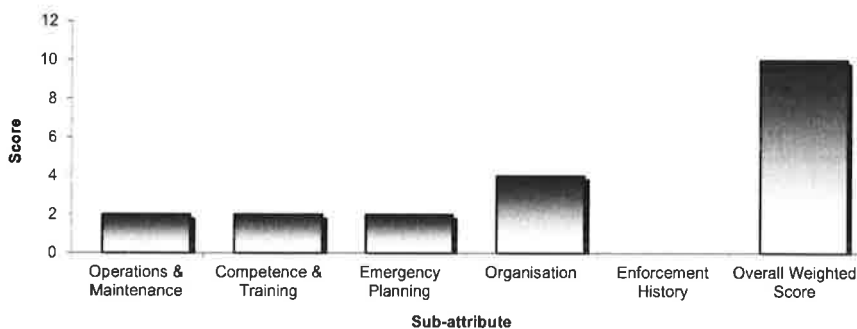 12
10
8
6
4
2
0
Score
Operations & Maintenance
Competence & Training
Emergency Planning
Organisation
Enforcement History
Overall Weighted Score
Sub-attribute